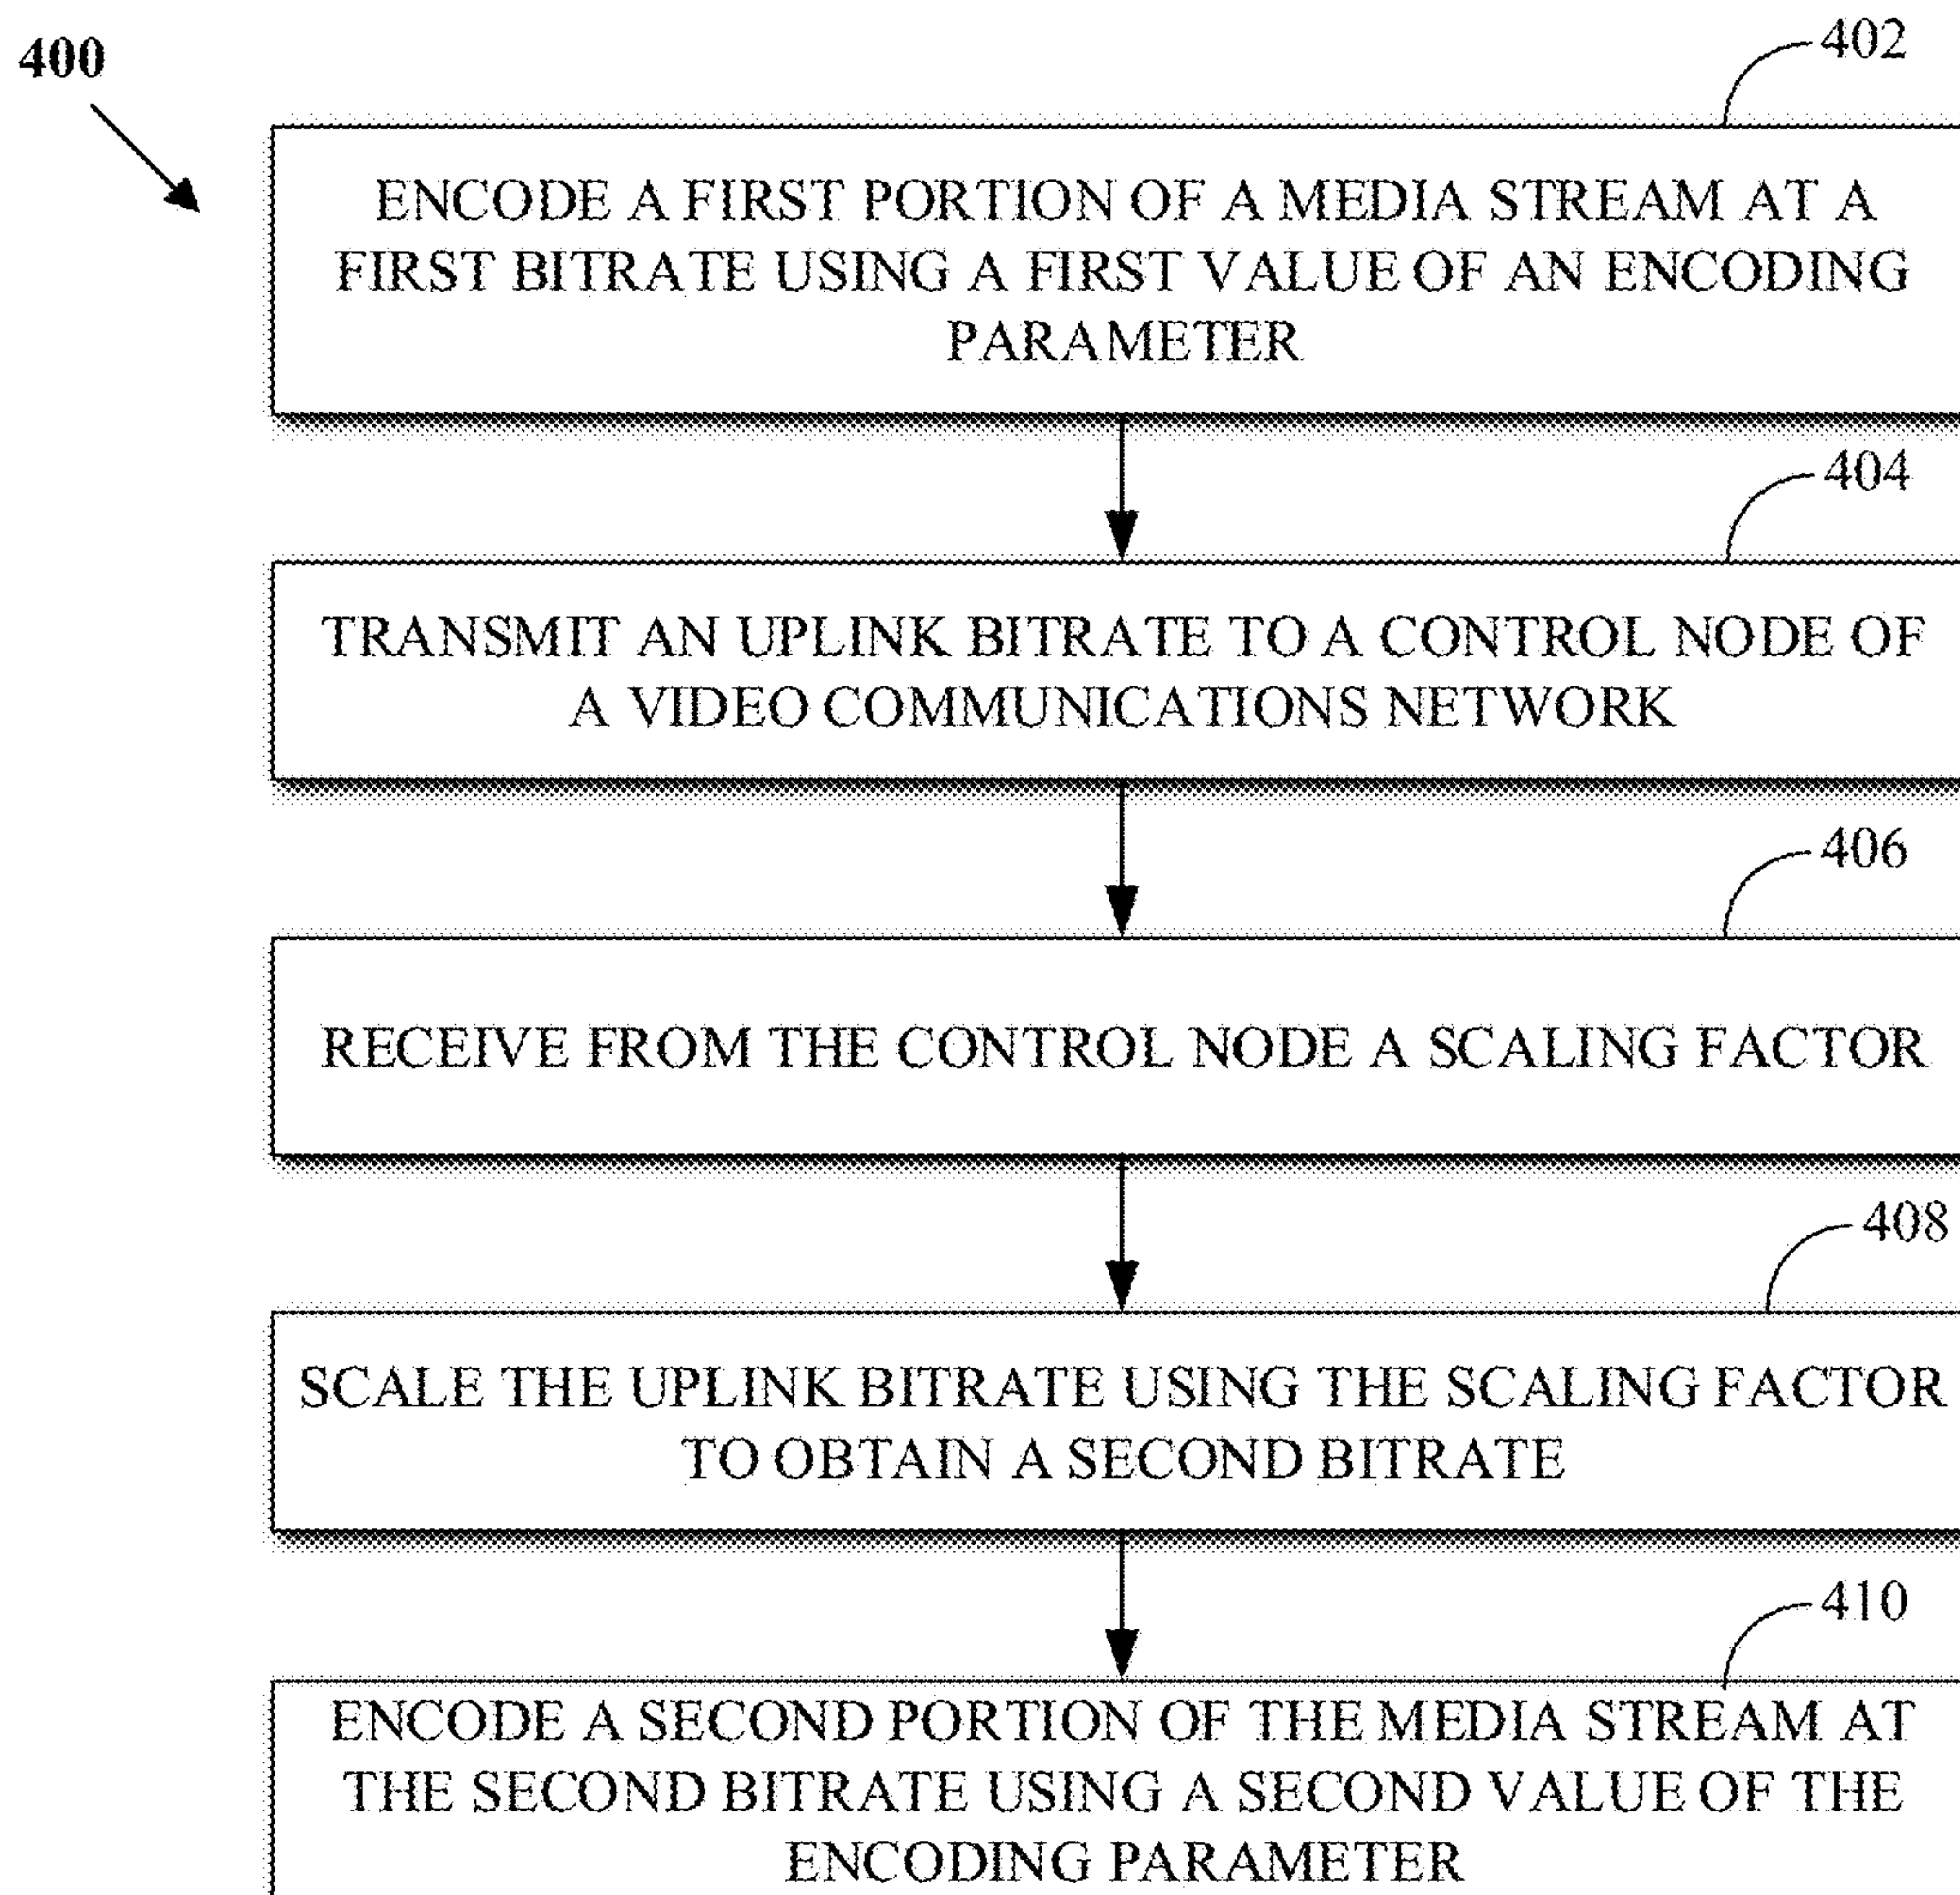 400
402
ENCODE A FIRST PORTION OF A MEDIA STREAM AT A
FIRST BITRATE USING A FIRST VALUE OF AN ENCODING
PARAMETER
404
TRANSMIT AN UPLINK BITRATE TO A CONTROL NODE OF
A VIDEO COMMUNICATIONS NETWORK
406
RECEIVE FROM THE CONTROL NODE A SCALING FACTOR
408
SCALE THE UPLINK BITRATE USING THE SCALING FACTOR
TO OBTAIN A SECOND BITRATE
410
ENCODE A SECOND PORTION OF THE MEDIA STREAM AT
THE SECOND BITRATE USING A SECOND VALUE OF THE
ENCODING PARAMETER